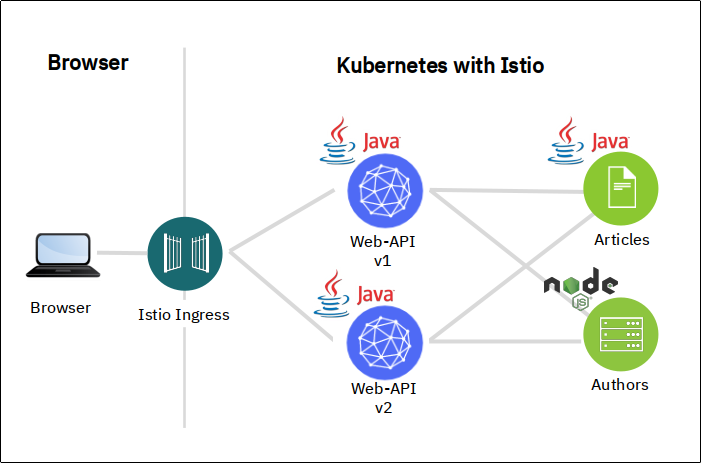 Browser
Kubernetes with Istio
Java
Java
Web-API
v1
Articles
Browser
Istio Ingress
Java
node
JS
Web-API
v2
Authors